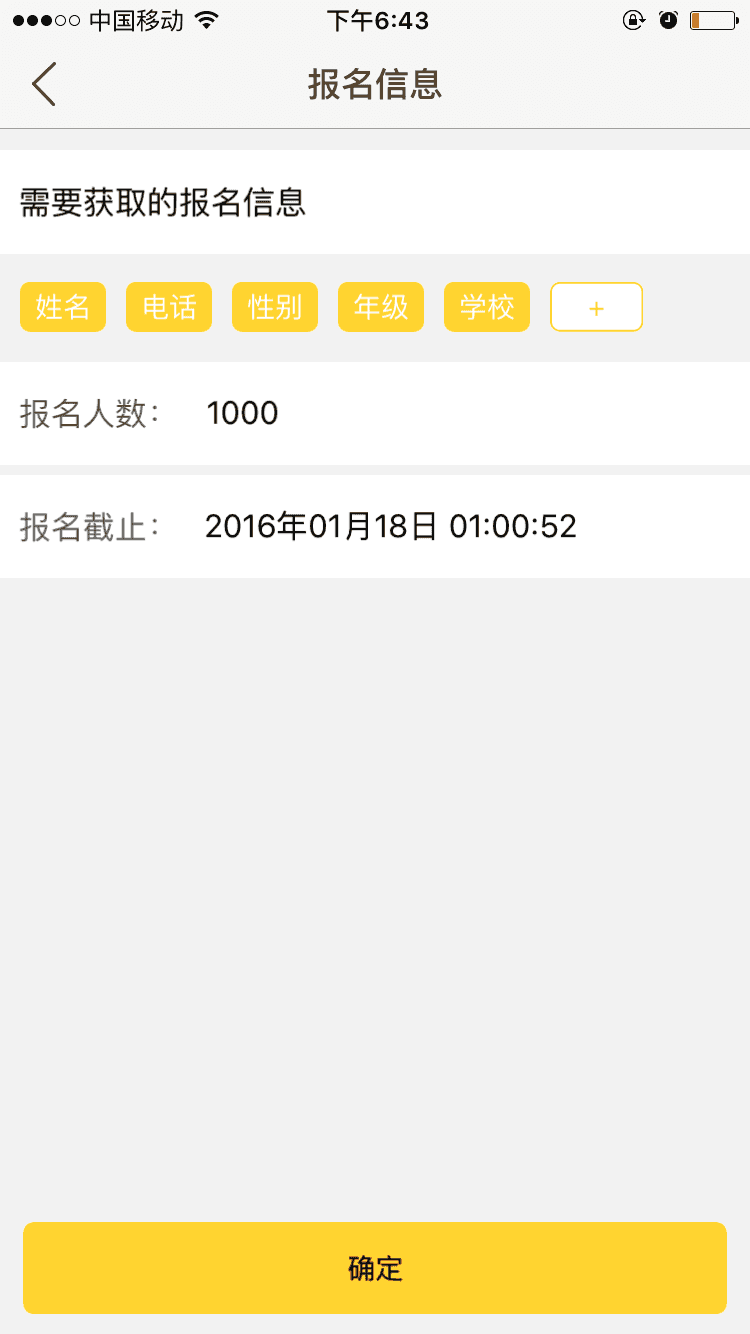 中国移动 下午6:43
报名信息
需要获取的报名信息
姓名 电话 性别 年级 学校 +
报名人数： 1000
报名截止： 2016年01月18日 01:00:52
确定